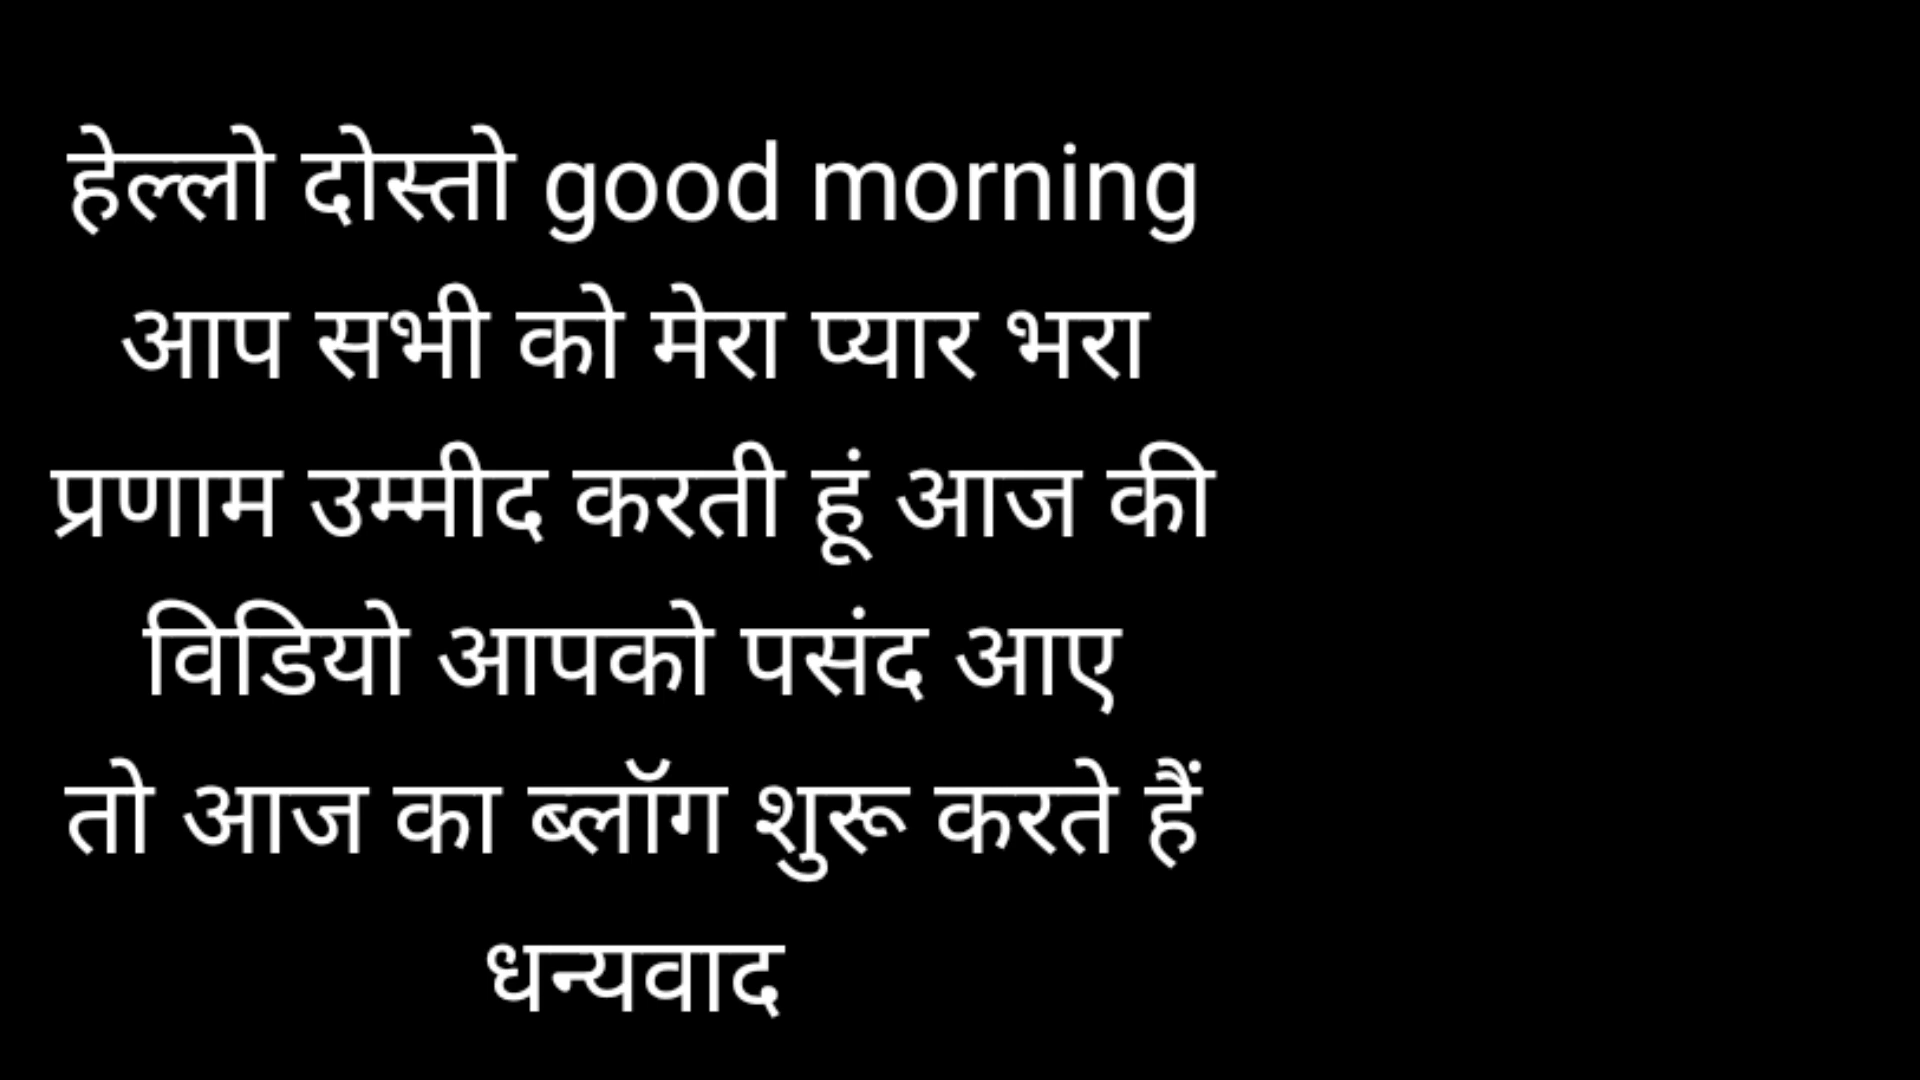 हेल्लो दोस्तो good morning
आप सभी को मेरा प्यार भरा
प्रणाम उम्मीद करती हूं आज की
विडियो आपको पसंद आए
तो आज का ब्लॉग शुरू करते हैं
धन्यवाद